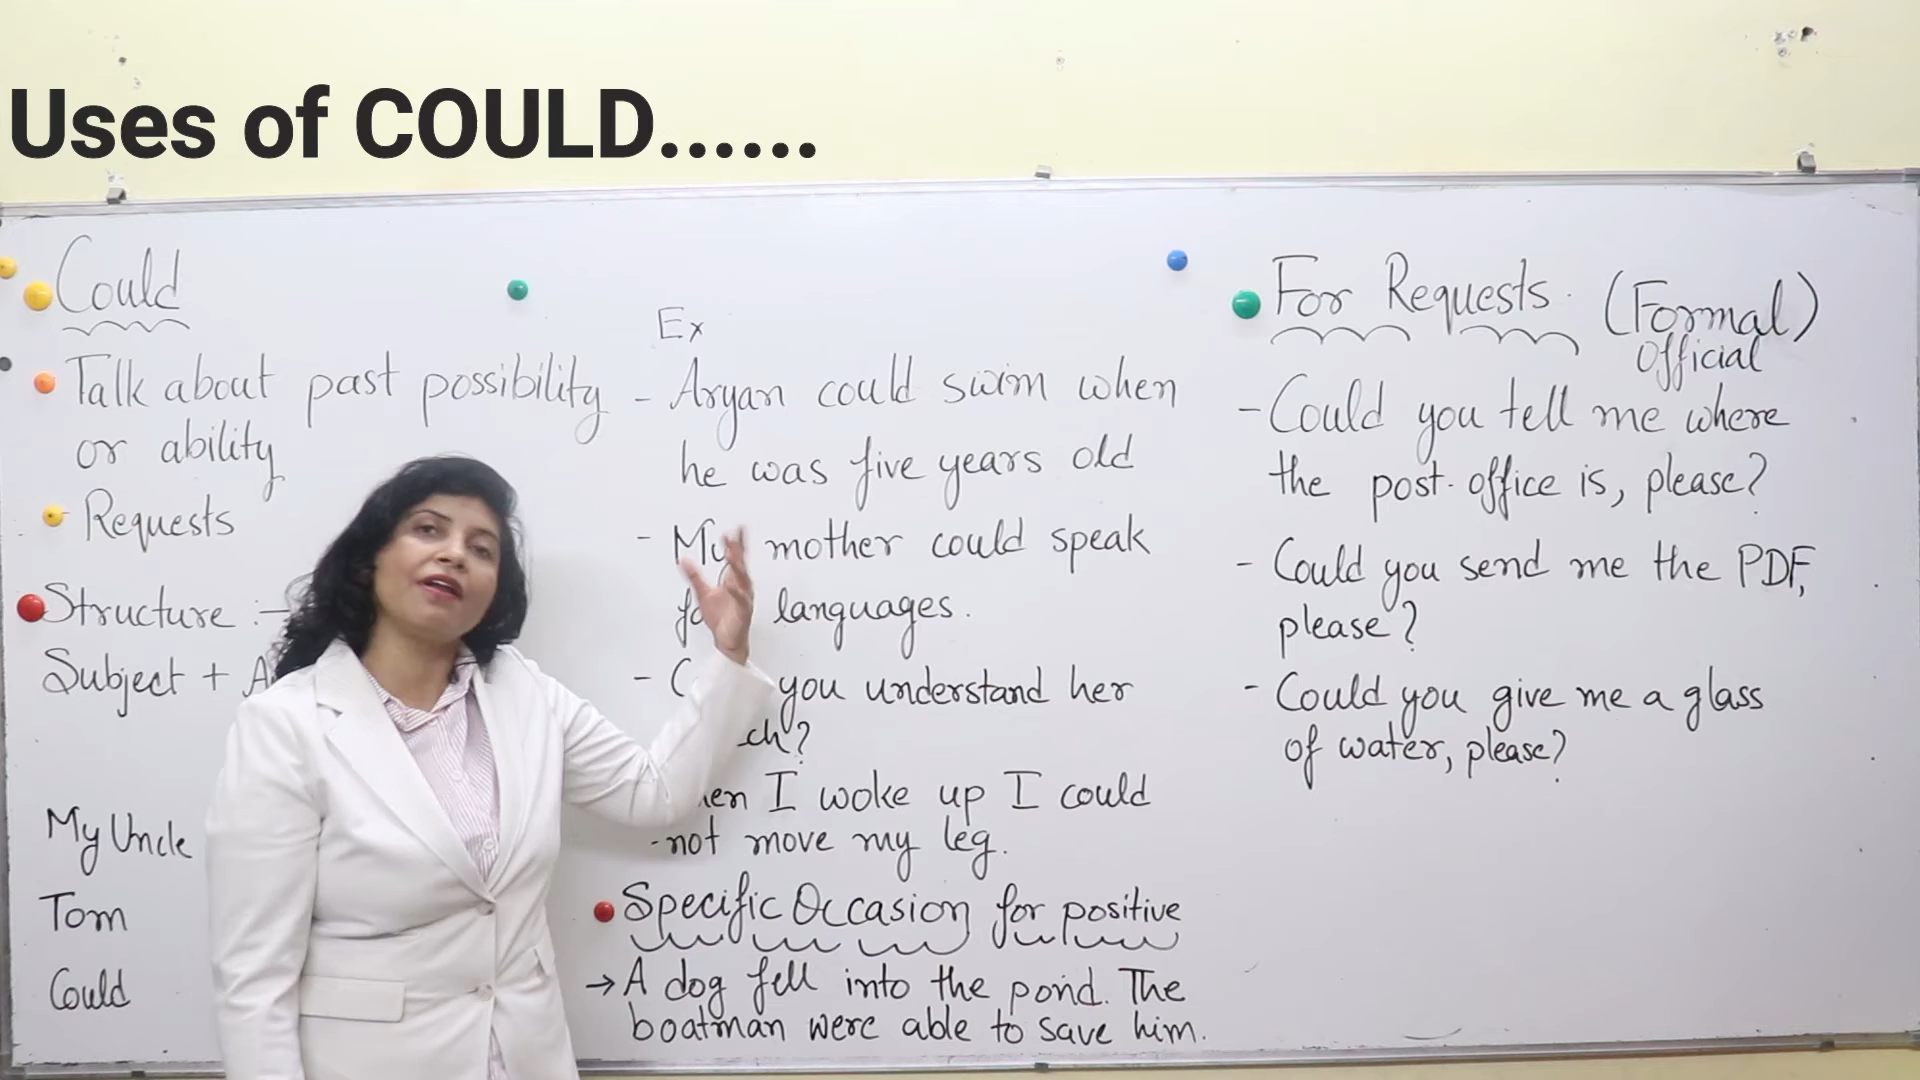 Uses of COULD......
Could
Talk about past possibility
or ability
Requests
Structure :-
Subject +
My Uncle
Tom
Could
Ex
- Aryan could swim when
he was five years old
- My mother could speak
languages.
- you understand her
I woke up I could
not move my leg.
Specific Occasion for positive
→ A dog fell into the pond. The
boatman were able to save him.
For Requests. (Formal)
Official
- Could you tell me where
the post-office is, please?
- Could you send me the PDF,
please?
- Could you give me a glass
of water, please?